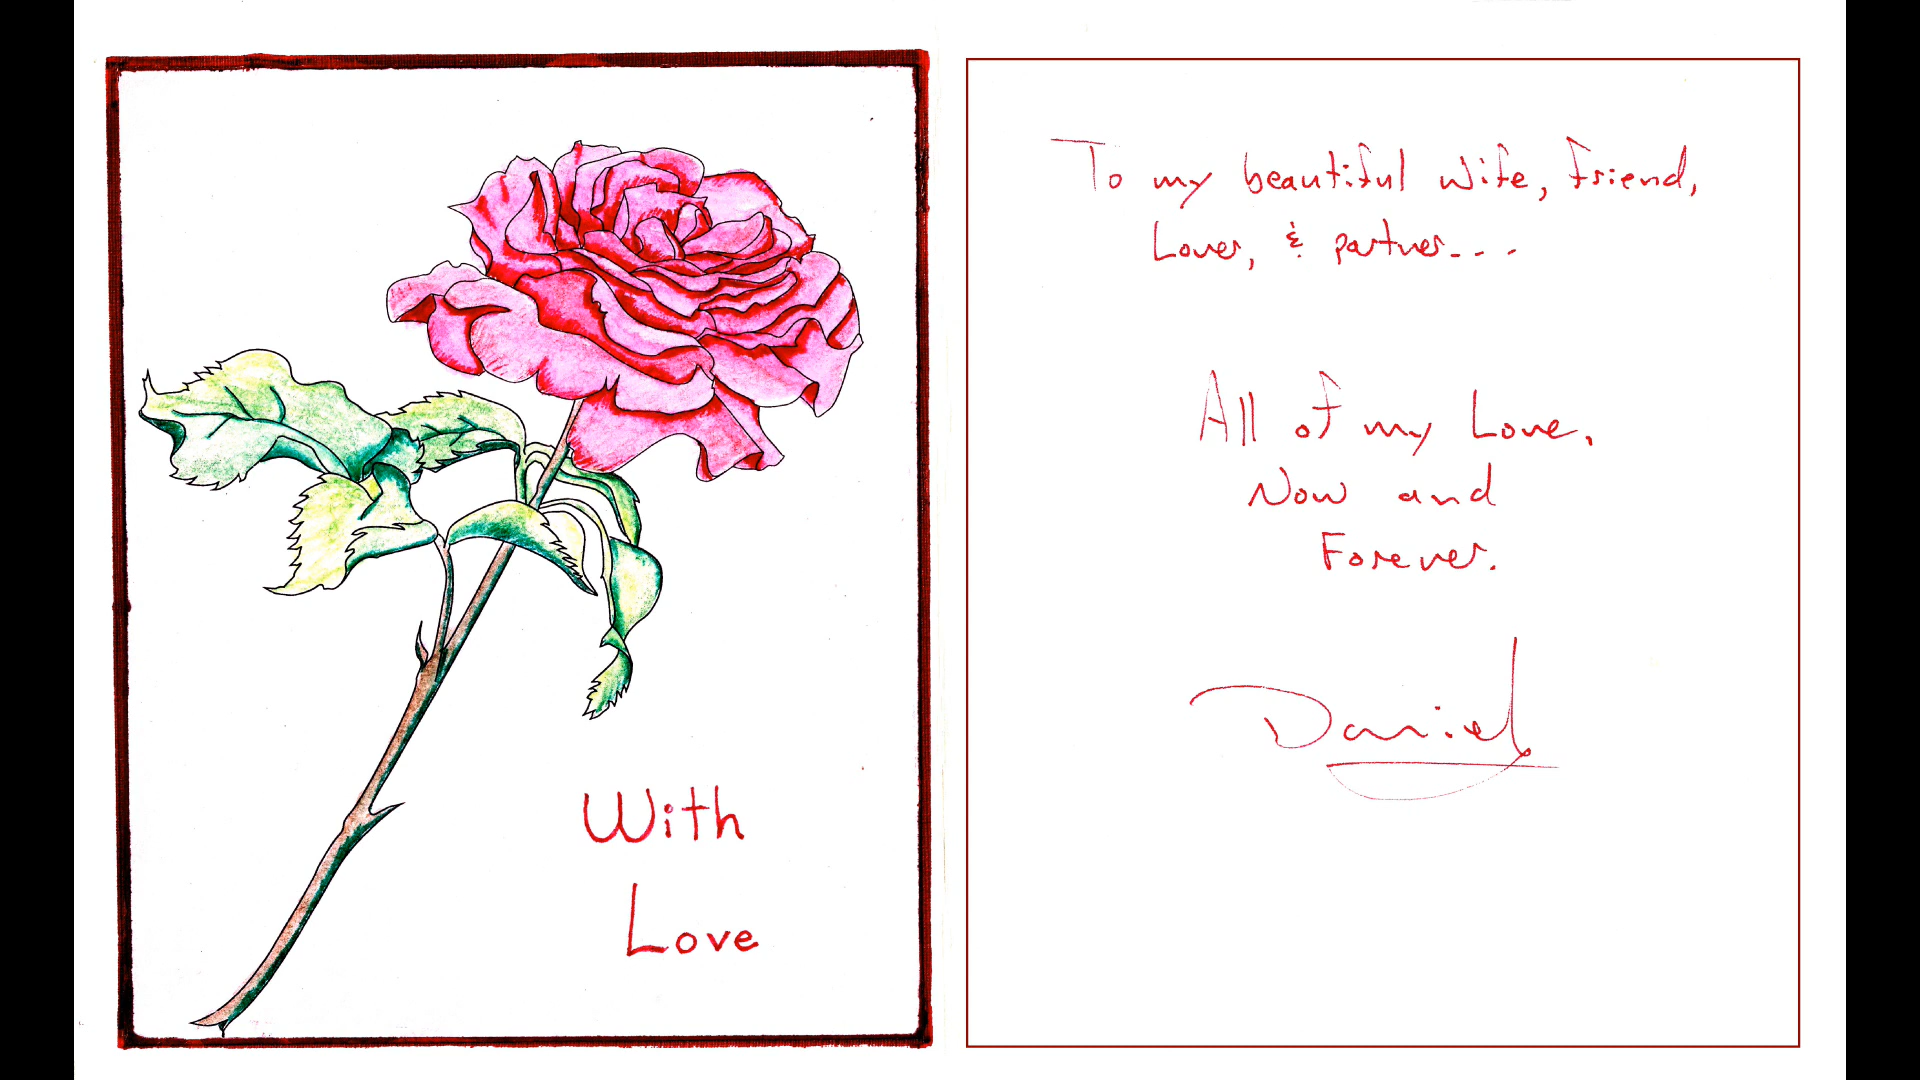 With
Love
To my beautiful wife, friend,
Lover, & partner...
All of my Love.
Now and
Forever.
Daniel